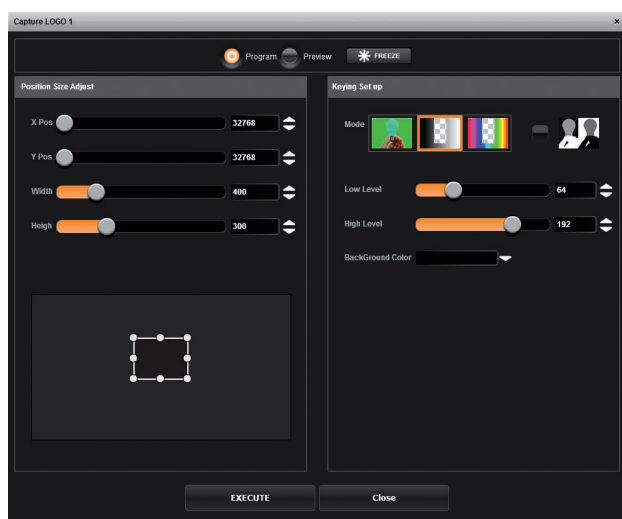 Capture LOGO 1
Program Preview FREEZE
Position Size Adjust
X Pos 32768
Y Pos 32768
Width 400
Heigh 300
Keying Set up
Mode
Low Level 64
High Level 192
BackGround Color
EXECUTE Close